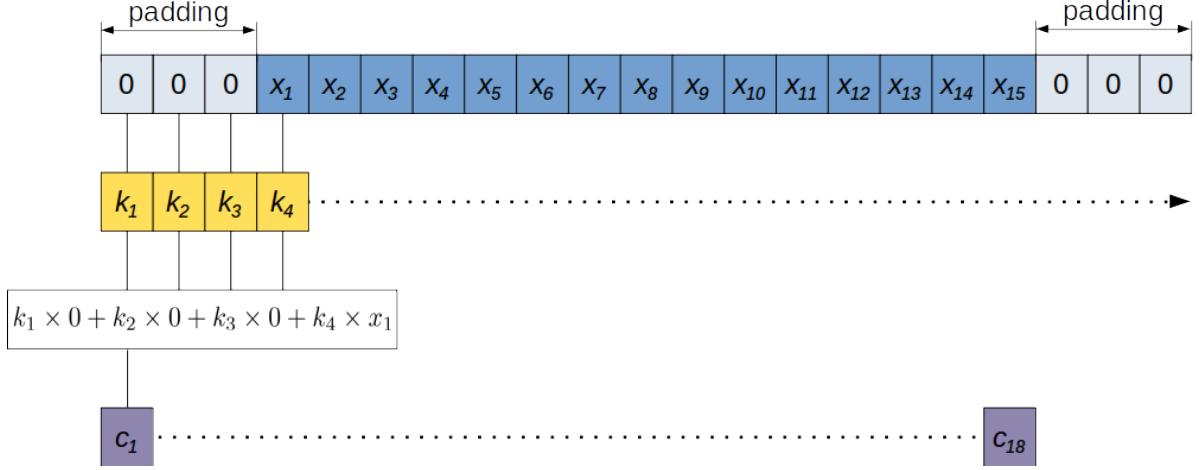 padding padding
0 0 0 x₁ x₂ x₃ x₄ x₅ x₆ x₇ x₈ x₉ x₁₀ x₁₁ x₁₂ x₁₃ x₁₄ x₁₅ 0 0 0
k₁ k₂ k₃ k₄
k₁ × 0 + k₂ × 0 + k₃ × 0 + k₄ × x₁
c₁ c₁₈